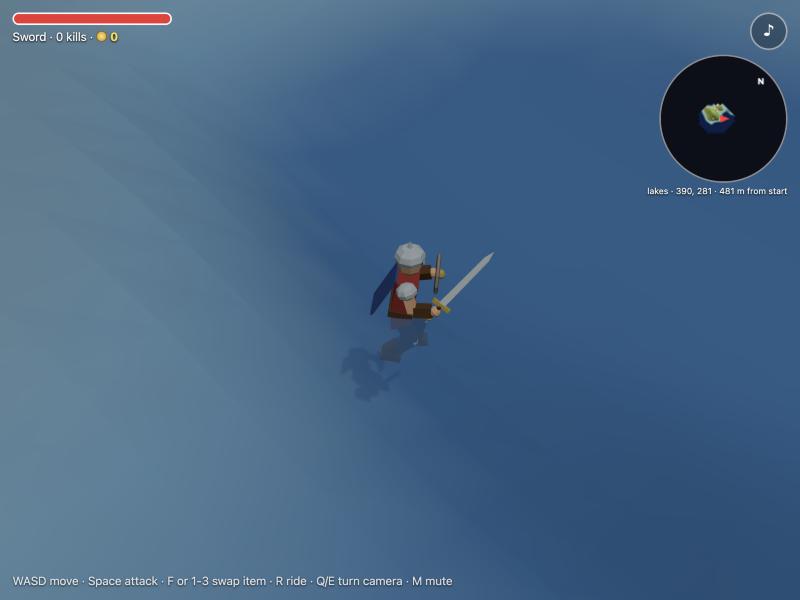 Sword · 0 kills · 0
♪
N
lakes · 390, 281 · 481 m from start
WASD move · Space attack · F or 1-3 swap item · R ride · Q/E turn camera · M mute